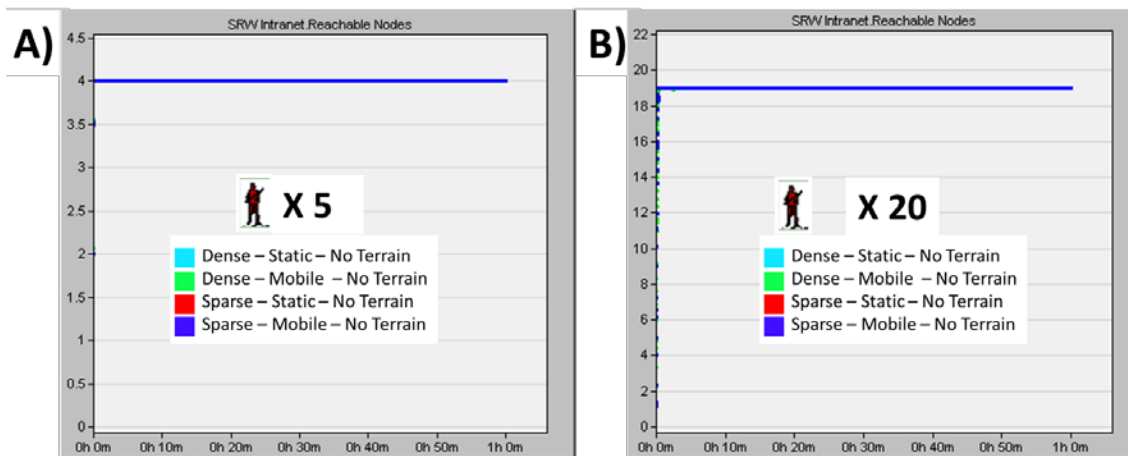 A)
SRW Intranet.Reachable Nodes
4.5
4
3.5
3
2.5
2
1.5
1
0.5
0
X 5
Dense – Static – No Terrain
Dense – Mobile – No Terrain
Sparse – Static – No Terrain
Sparse – Mobile – No Terrain
0h 0m 0h 10m 0h 20m 0h 30m 0h 40m 0h 50m 1h 0m
B)
SRW Intranet.Reachable Nodes
22
20
18
16
14
12
10
8
6
4
2
0
X 20
Dense – Static – No Terrain
Dense – Mobile – No Terrain
Sparse – Static – No Terrain
Sparse – Mobile – No Terrain
0h 0m 0h 10m 0h 20m 0h 30m 0h 40m 0h 50m 1h 0m